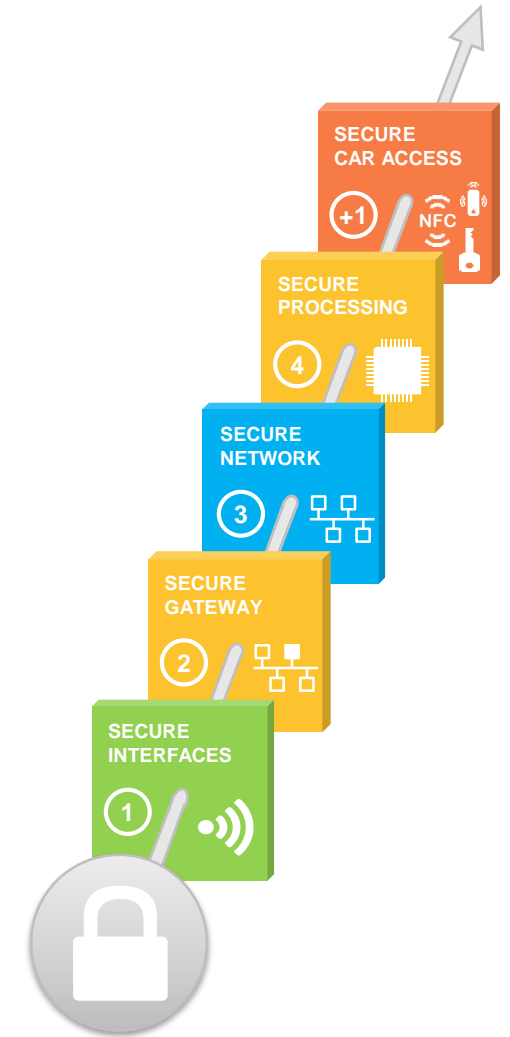 SECURE
CAR ACCESS
+1
NFC
SECURE
PROCESSING
4
SECURE
NETWORK
3
SECURE
GATEWAY
2
SECURE
INTERFACES
1